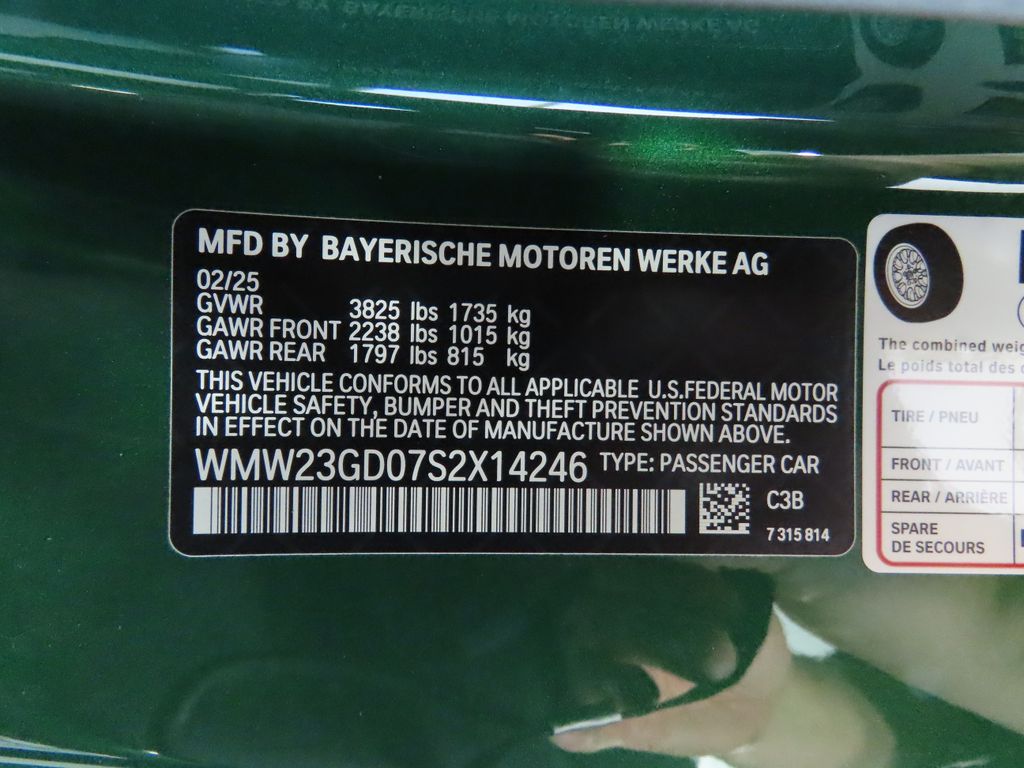 MFD BY BAYERISCHE MOTOREN WERKE AG
02/25
GVWR 3825 lbs 1735 kg
GAWR FRONT 2238 lbs 1015 kg
GAWR REAR 1797 lbs 815 kg
THIS VEHICLE CONFORMS TO ALL APPLICABLE U.S.FEDERAL MOTOR
VEHICLE SAFETY, BUMPER AND THEFT PREVENTION STANDARDS
IN EFFECT ON THE DATE OF MANUFACTURE SHOWN ABOVE.
WMW23GD07S2X14246 TYPE: PASSENGER CAR
C3B
7 315 814
The combined
Le poids total des
TIRE / PNEU
FRONT / AVANT
REAR / ARRIÈRE
SPARE
DE SECOURS